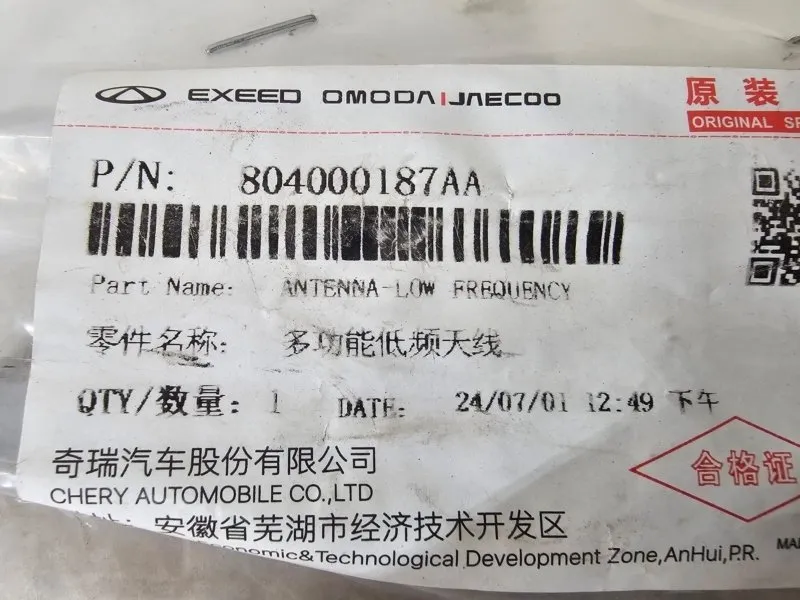 EXEED OMODA|JAECOO
原装
ORIGINAL
P/N: 804000187AA
Part Name: ANTENNA-LOW FREQUENCY
零件名称: 多功能低频天线
QTY/数量: 1 DATE: 24/07/01 12:49 下午
奇瑞汽车股份有限公司
合格证
CHERY AUTOMOBILE CO.,LTD
安徽省芜湖市经济技术开发区
&Technological Development Zone,AnHui,P.R.